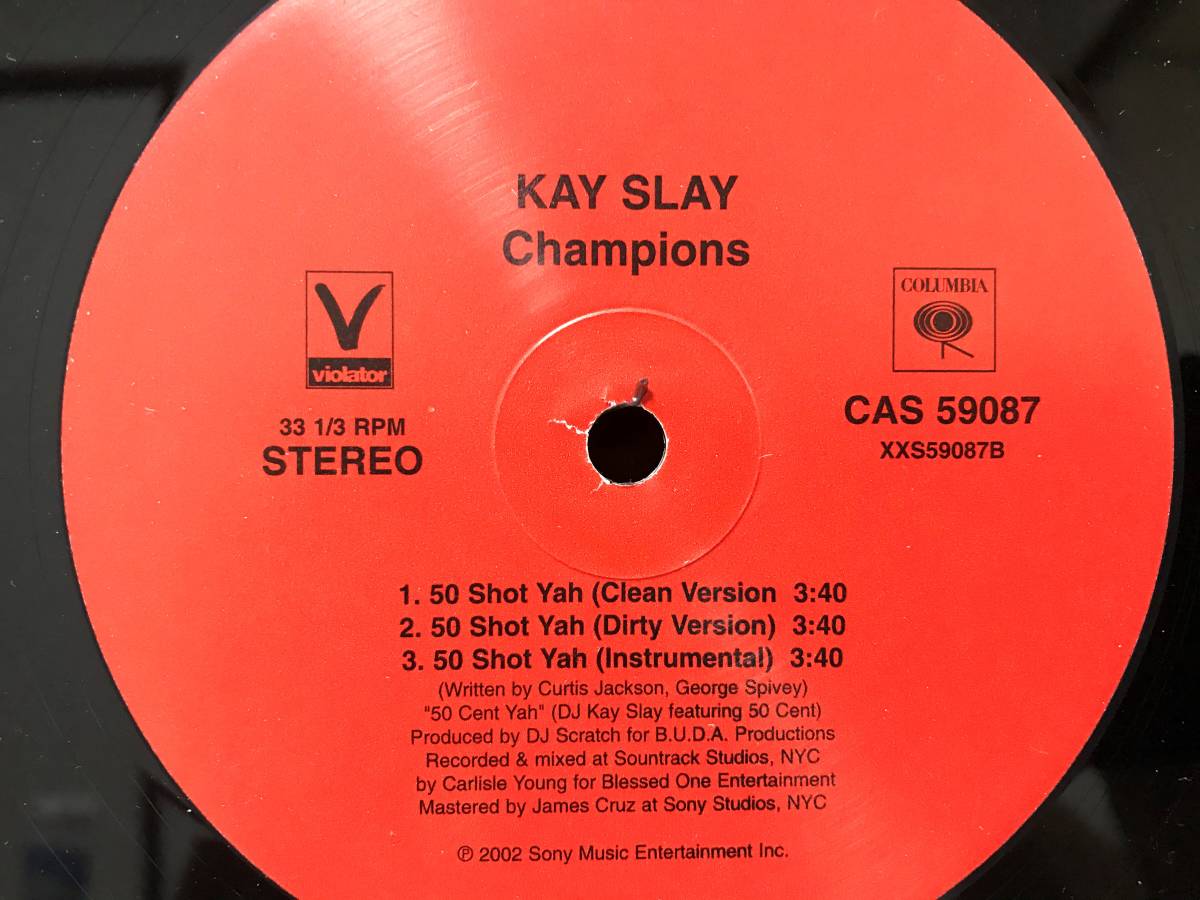 KAY SLAY
Champions
V
violator
COLUMBIA
33 1/3 RPM
STEREO
CAS 59087
XXS59087B
1. 50 Shot Yah (Clean Version 3:40
2. 50 Shot Yah (Dirty Version) 3:40
3. 50 Shot Yah (Instrumental) 3:40
(Written by Curtis Jackson, George Spivey)
"50 Cent Yah" (DJ Kay Slay featuring 50 Cent)
Produced by DJ Scratch for B.U.D.A. Productions
Recorded & mixed at Sountrack Studios, NYC
by Carlisle Young for Blessed One Entertainment
Mastered by James Cruz at Sony Studios, NYC
℗ 2002 Sony Music Entertainment Inc.